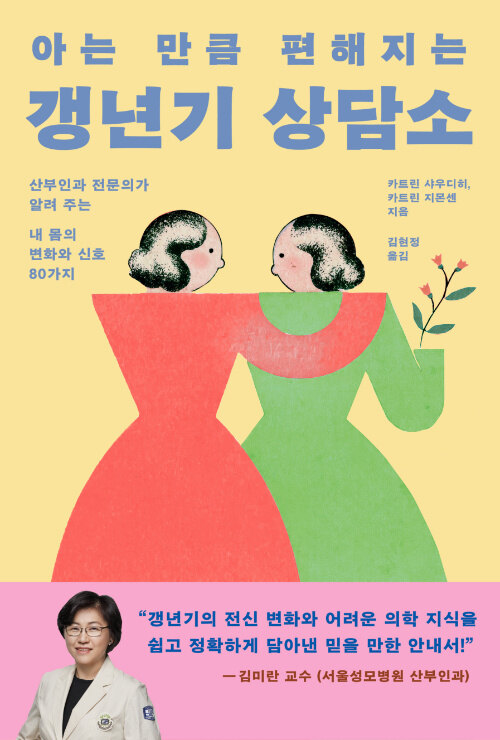 아는 만큼 편해지는
갱년기 상담소
산부인과 전문의가
알려 주는
내 몸의
변화와 신호
80가지
카트린 샤우디히,
카트린 지몬센
지음
김현정
옮김
“갱년기의 전신 변화와 어려운 의학 지식을
쉽고 정확하게 담아낸 믿을 만한 안내서!”
— 김미란 교수 (서울성모병원 산부인과)